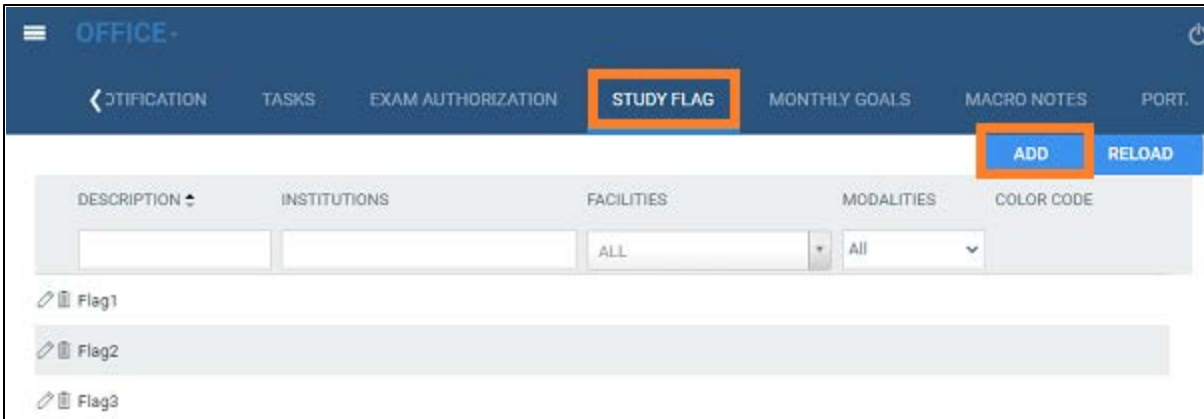 OFFICE
OTIFICATION TASKS EXAM AUTHORIZATION STUDY FLAG MONTHLY GOALS MACRO NOTES PORT.
ADD RELOAD
DESCRIPTION INSTITUTIONS FACILITIES MODALITIES COLOR CODE
ALL All
Flag1
Flag2
Flag3